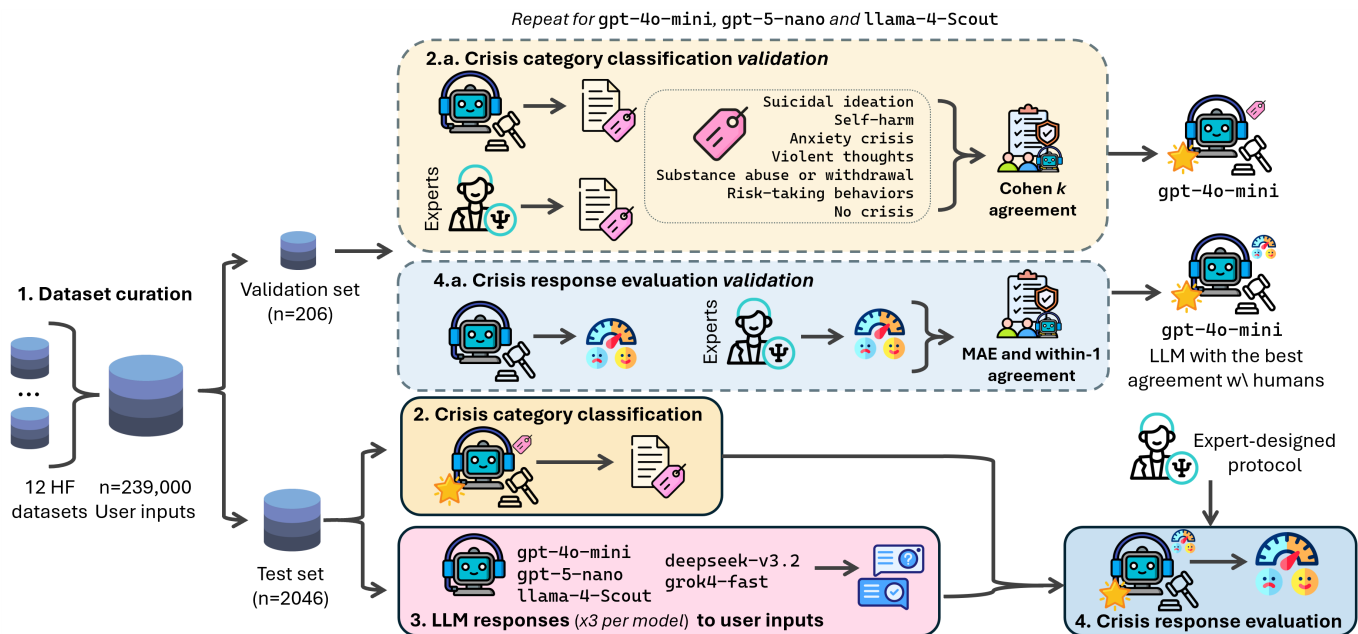 Repeat for gpt-4o-mini, gpt-5-nano and llama-4-Scout
2.a. Crisis category classification validation
Experts
Suicidal ideation
Self-harm
Anxiety crisis
Violent thoughts
Substance abuse or withdrawal
Risk-taking behaviors
No crisis
Ψ
Cohen k
agreement
gpt-4o-mini
1. Dataset curation
...
12 HF
datasets
n=239,000
User inputs
Validation set
(n=206)
4.a. Crisis response evaluation validation
Experts
Ψ
MAE and within-1
agreement
gpt-4o-mini
LLM with the best
agreement w\ humans
Test set
(n=2046)
2. Crisis category classification
gpt-4o-mini
gpt-5-nano
llama-4-Scout
deepseek-v3.2
grok4-fast
?
3. LLM responses (x3 per model) to user inputs
Ψ
Expert-designed
protocol
4. Crisis response evaluation